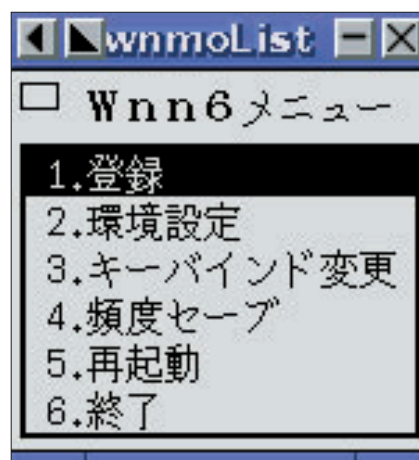 wnmoList
Wnn6メニュー
1.登録
2.環境設定
3.キーバインド変更
4.頻度セーブ
5.再起動
6.終了